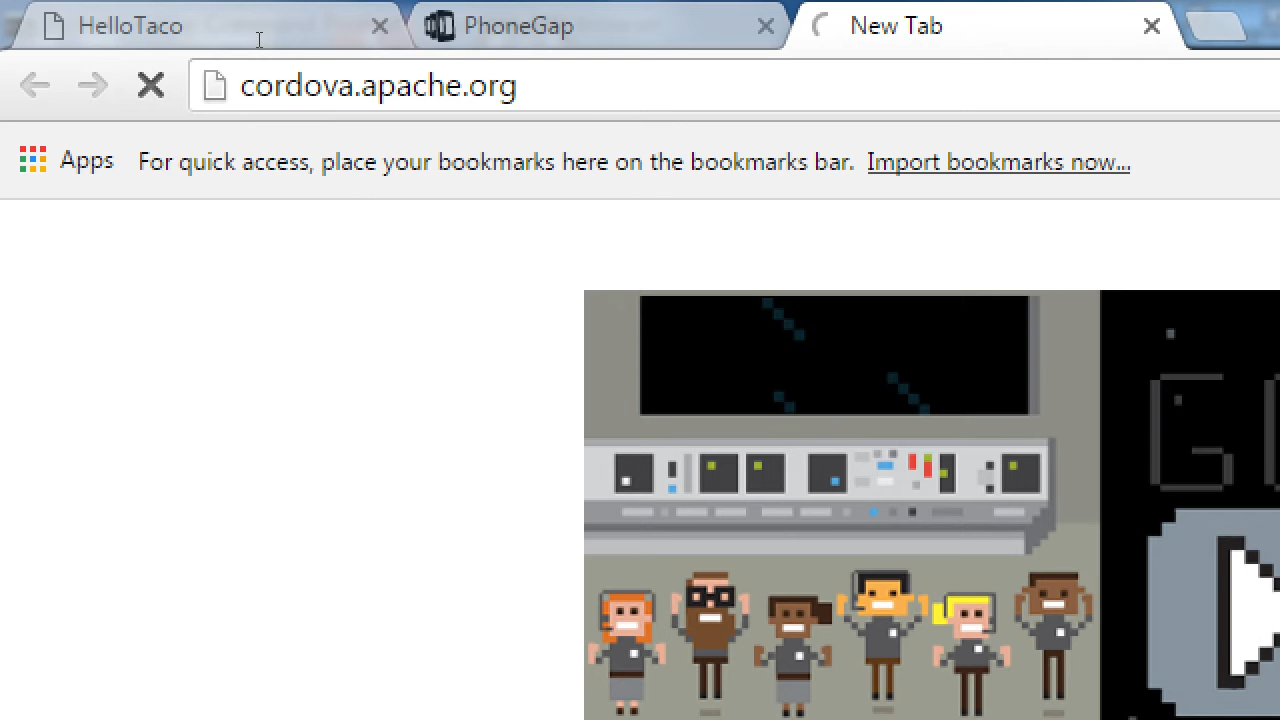 HelloTaco PhoneGap New Tab
cordova.apache.org
Apps For quick access, place your bookmarks here on the bookmarks bar. Import bookmarks now...